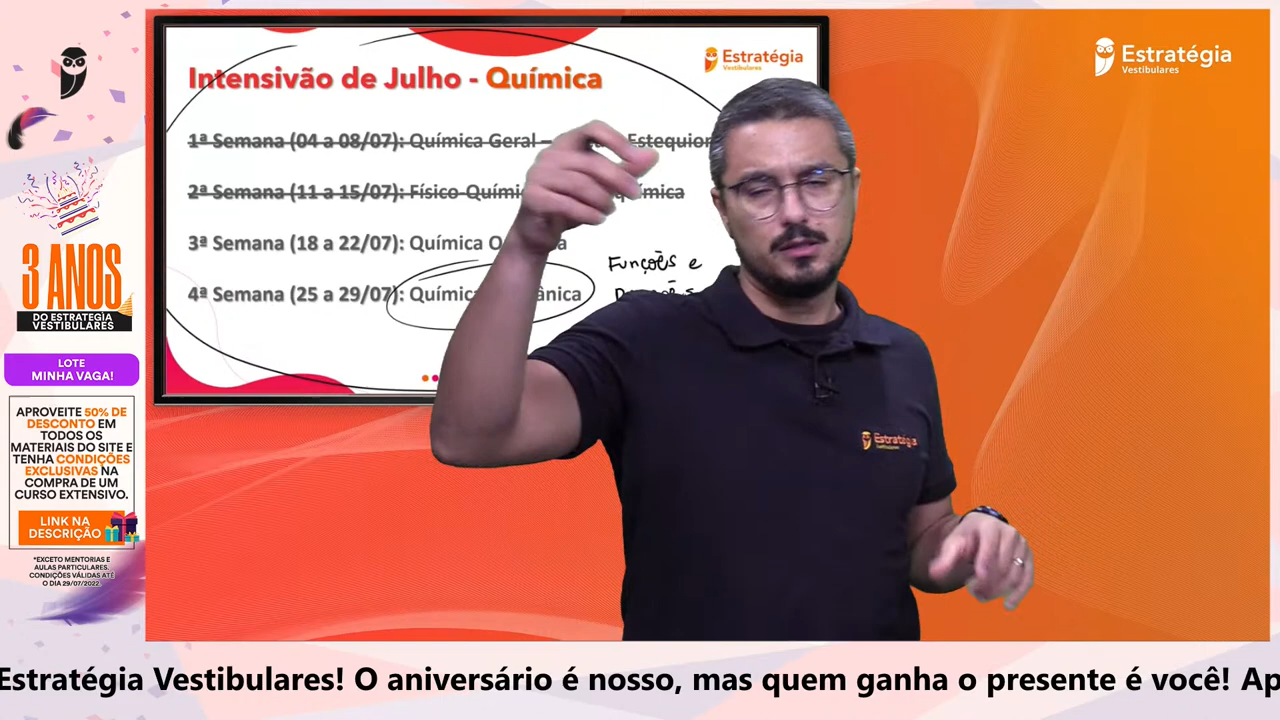 Intensivão de Julho - Química
Estratégia
Vestibulares
1ª Semana (04 a 08/07): Química Geral –
2ª Semana (11 a 15/07):
3ª Semana (18 a 22/07): Química
4ª Semana (25 a 29/07):
Funções e
Estratégia
Vestibulares
Estratégia
3 ANOS
DO ESTRATÉGIA
VESTIBULARES
LOTE
MINHA VAGA!
APROVEITE 50% DE
DESCONTO EM
TODOS OS
MATERIAIS DO SITE E
TENHA CONDIÇÕES
EXCLUSIVAS NA
COMPRA DE UM
CURSO EXTENSIVO.
LINK NA
DESCRIÇÃO
*EXCETO MENTORIAS E
AULAS PARTICULARES.
CONDIÇÕES VÁLIDAS ATÉ
O DIA 29/07/2022.
Estratégia Vestibulares! O aniversário é nosso, mas quem ganha o presente é você! Ap